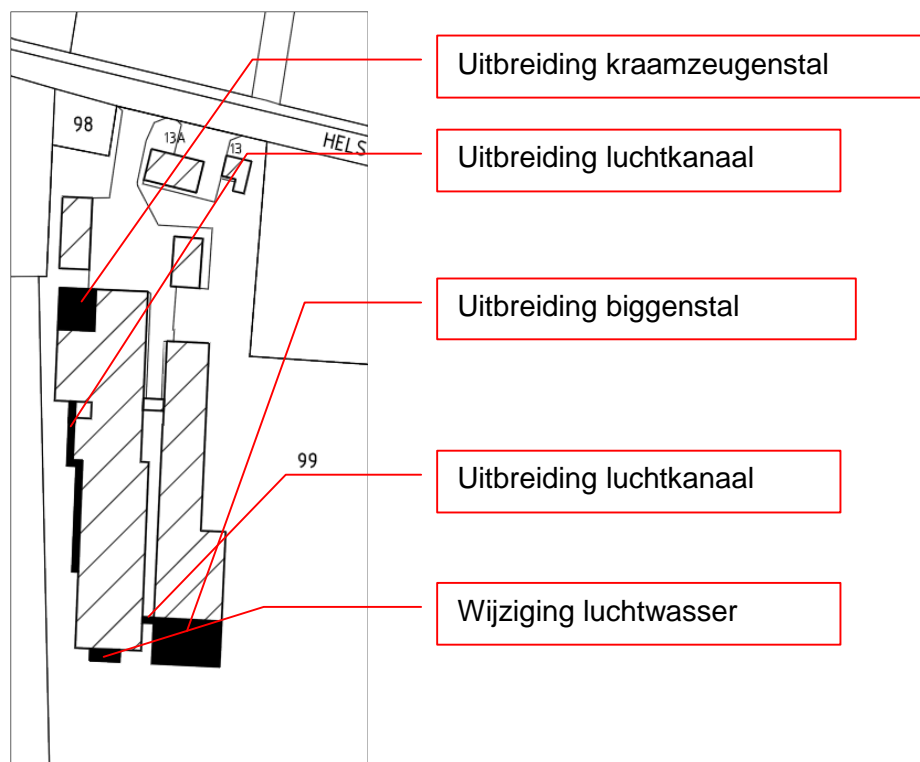 Uitbreiding kraamzeugenstal
98
13A
13
HELS
Uitbreiding luchtkanaal
Uitbreiding biggenstal
99
Uitbreiding luchtkanaal
Wijziging luchtwasser